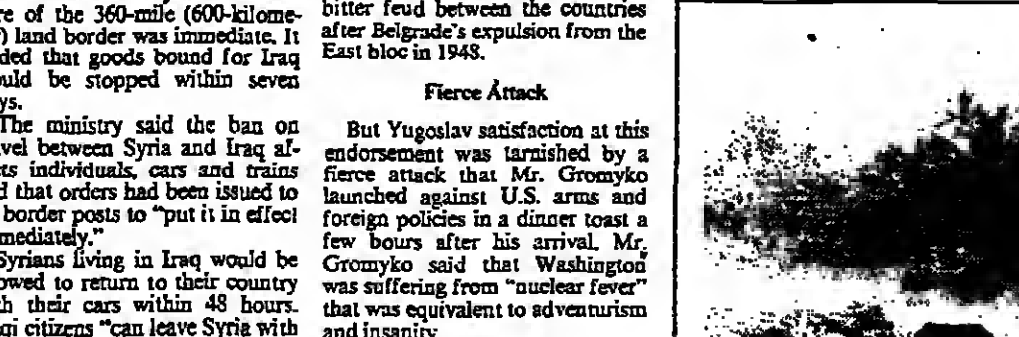 re of the 360-mile (600-kilome-
) land border was immediate. It
ded that goods bound for Iraq
uld be stopped within seven
ys.
The ministry said the ban on
vel between Syria and Iraq af-
cts individuals, cars and trains
d that orders had been issued to
border posts to "put it in effect
mediately."
Syrians living in Iraq would be
owed to return to their country
th their cars within 48 hours.
qi citizens "can leave Syria with
bitter feud between the countries
after Belgrade's expulsion from the
East bloc in 1948.
Fierce Attack
But Yugoslav satisfaction at this
endorsement was tarnished by a
fierce attack that Mr. Gromyko
launched against U.S. arms and
foreign policies in a dinner toast a
few hours after his arrival. Mr.
Gromyko said that Washington
was suffering from "nuclear fever"
that was equivalent to adventurism
and insanity.